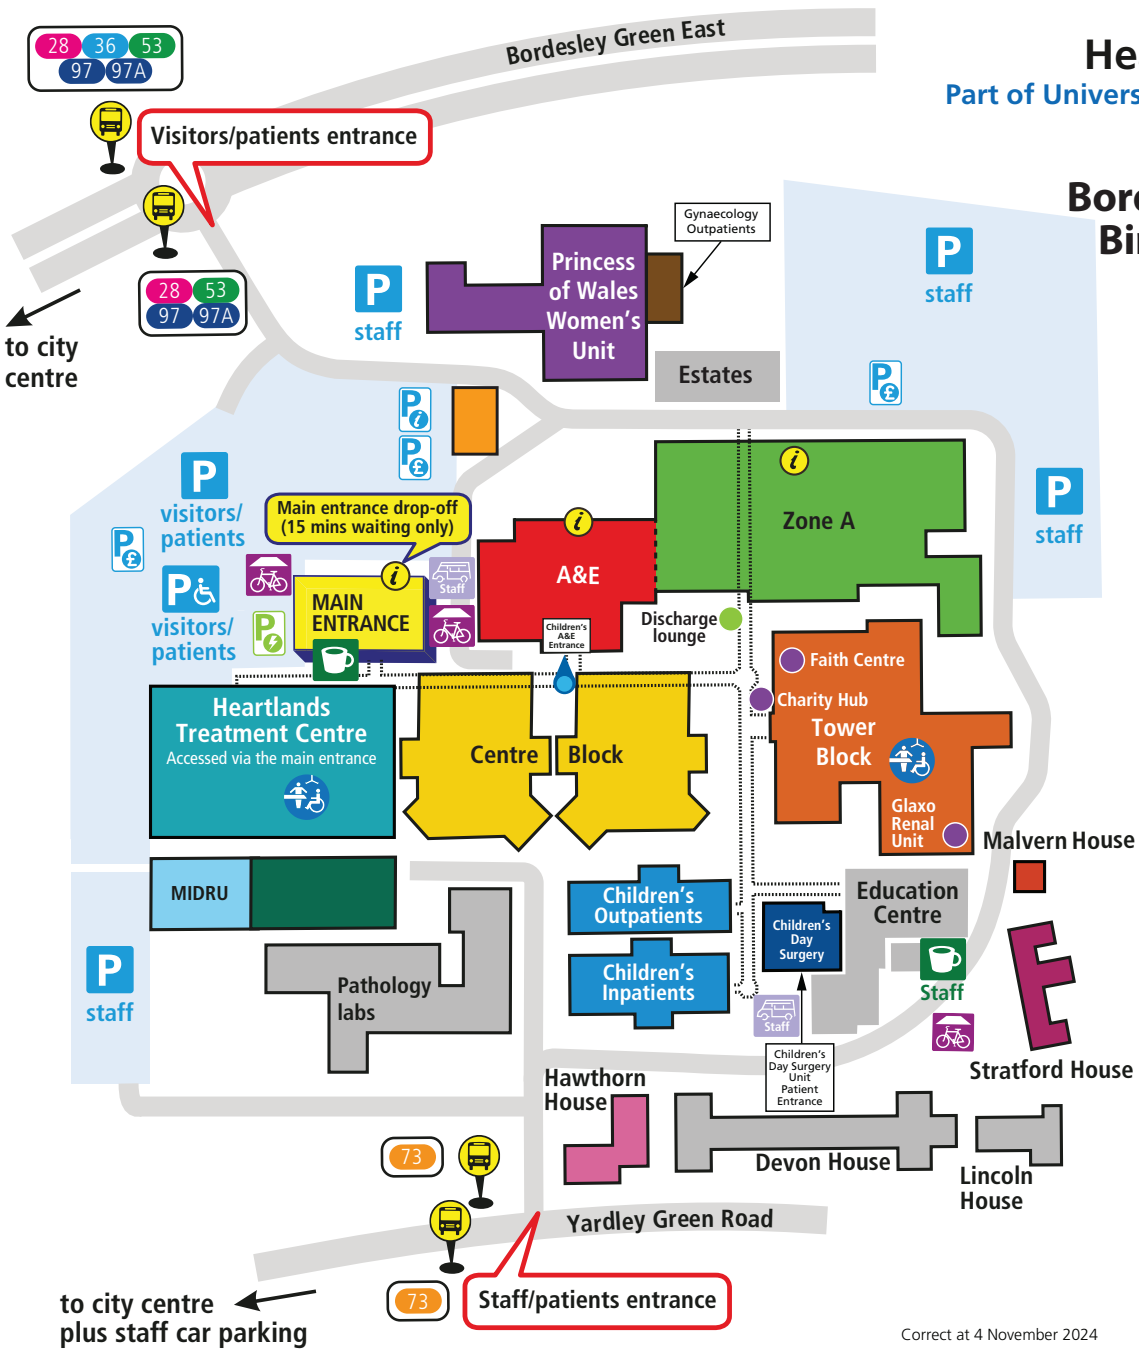 28 36 53
97 97A
Bordesley Green East
He
Part of Univers
Visitors/patients entrance
Bord
Bir
28 53
97 97A
to city
centre
P
staff
Princess
of Wales
Women's
Unit
Gynaecology
Outpatients
P
staff
Estates
P £
P i
P £
P
visitors/
patients
P £
Main entrance drop-off
(15 mins waiting only)
i
i
i
Zone A
P
staff
A&E
P
visitors/
patients
P
MAIN
ENTRANCE
Staff
Children's
A&E
Entrance
Discharge
lounge
Faith Centre
Charity Hub
Tower
Block
Glaxo
Renal
Unit
Heartlands
Treatment Centre
Accessed via the main entrance
Centre Block
Malvern House
MIDRU
Children's
Outpatients
Children's
Day
Surgery
Education
Centre
P
staff
Pathology
labs
Children's
Inpatients
Staff
Staff
Stratford House
Children's
Day Surgery
Unit
Patient
Entrance
Hawthorn
House
Devon House
Lincoln
House
73
Yardley Green Road
73
Staff/patients entrance
to city centre
plus staff car parking
Correct at 4 November 2024